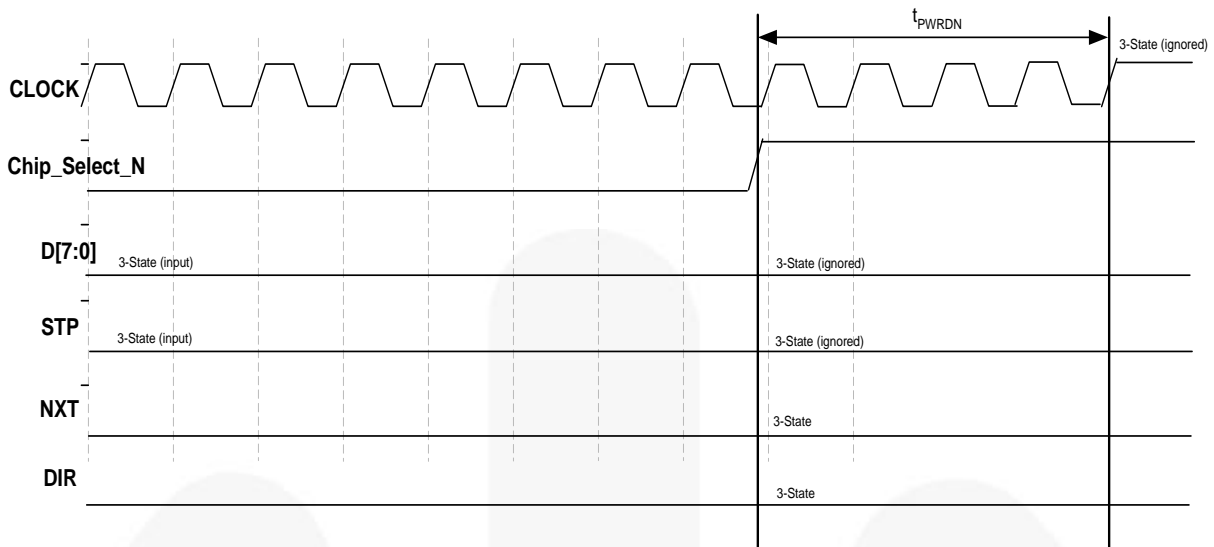 tPWRDN
3-State (ignored)
CLOCK
Chip_Select_N
D[7:0]
3-State (input)
3-State (ignored)
STP
3-State (input)
3-State (ignored)
NXT
3-State
DIR
3-State